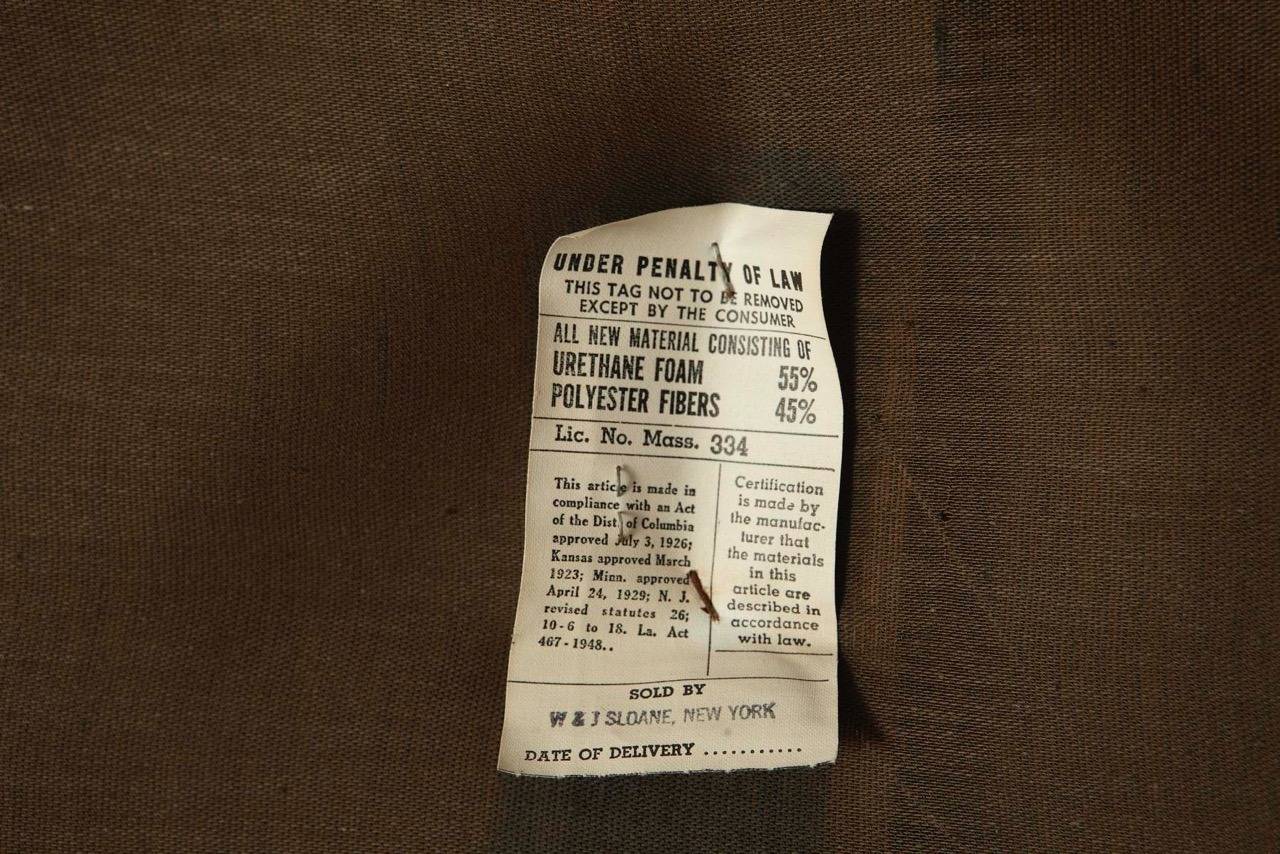 UNDER PENALTY OF LAW
THIS TAG NOT TO BE REMOVED
EXCEPT BY THE CONSUMER
ALL NEW MATERIAL CONSISTING OF
URETHANE FOAM 55%
POLYESTER FIBERS 45%
Lic. No. Mass. 334
This article is made in
compliance with an Act
of the Dist. of Columbia
approved July 3, 1926;
Kansas approved March
1923; Minn. approved
April 24, 1929; N. J.
revised statutes 26;
10-6 to 18. La. Act
467-1948..
Certification
is made by
the manufac-
turer that
the materials
in this
article are
described in
accordance
with law.
SOLD BY
W & J SLOANE, NEW YORK
DATE OF DELIVERY ...........